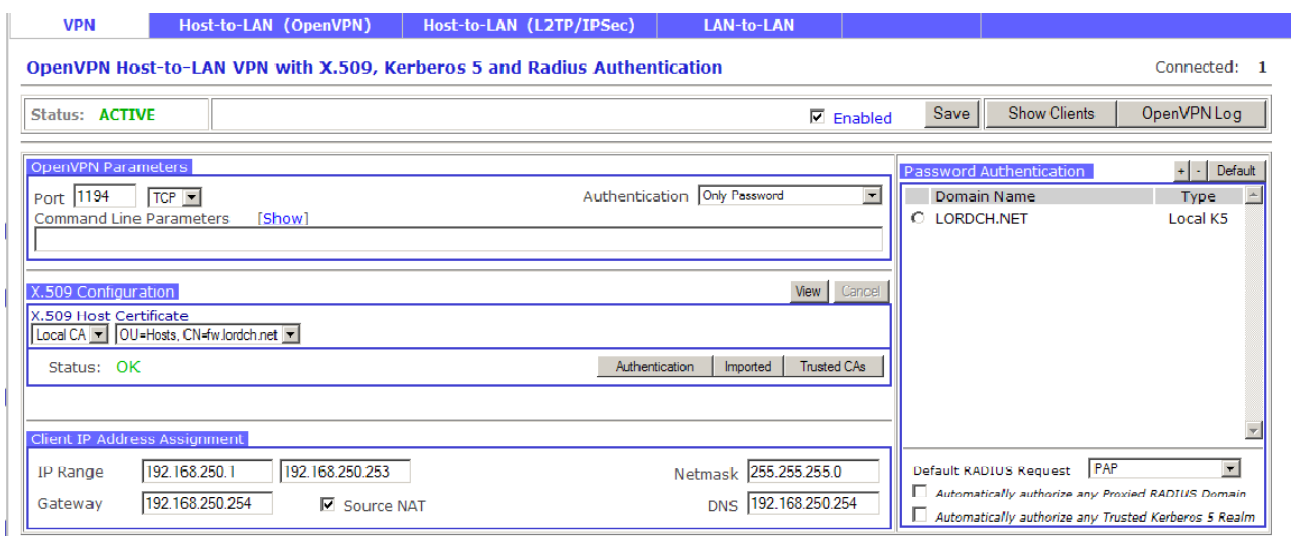 VPN Host-to-LAN (OpenVPN) Host-to-LAN (L2TP/IPSec) LAN-to-LAN
OpenVPN Host-to-LAN VPN with X.509, Kerberos 5 and Radius Authentication Connected: 1
Status: ACTIVE Enabled Save Show Clients OpenVPN Log
OpenVPN Parameters
Port 1194 TCP Authentication Only Password
Command Line Parameters [Show]
X.509 Configuration View Cancel
X.509 Host Certificate
Local CA OU=Hosts, CN=fw.lordch.net
Status: OK Authentication Imported Trusted CAs
Client IP Address Assignment
IP Range 192.168.250.1 192.168.250.253 Netmask 255.255.255.0
Gateway 192.168.250.254 Source NAT DNS 192.168.250.254
Password Authentication + - Default
Domain Name Type
LORDCH.NET Local K5
Default RADIUS Request PAP
Automatically authorize any Proxied RADIUS Domain
Automatically authorize any Trusted Kerberos 5 Realm